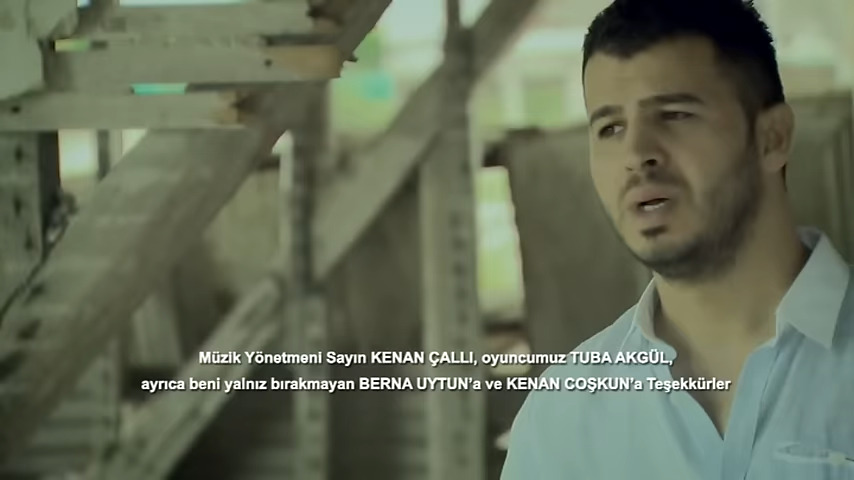 Müzik Yönetmeni Sayın KENAN ÇALLI, oyuncumuz TUBA AKGÜL,
ayrıca beni yalnız bırakmayan BERNA UYTUN'a ve KENAN COŞKUN'a Teşekkürler